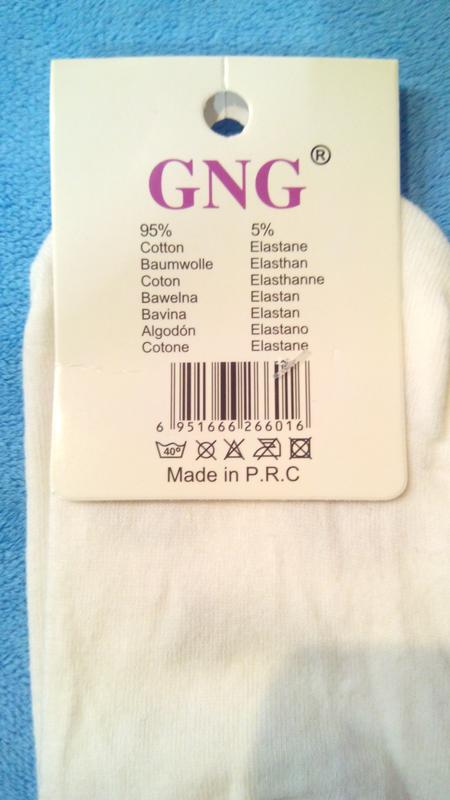 GNG®
95% 5%
Cotton Elastane
Baumwolle Elasthan
Coton Elasthanne
Bawelna Elastan
Bavina Elastan
Algodón Elastano
Cotone Elastane
6 951666 266016
40°
Made in P.R.C